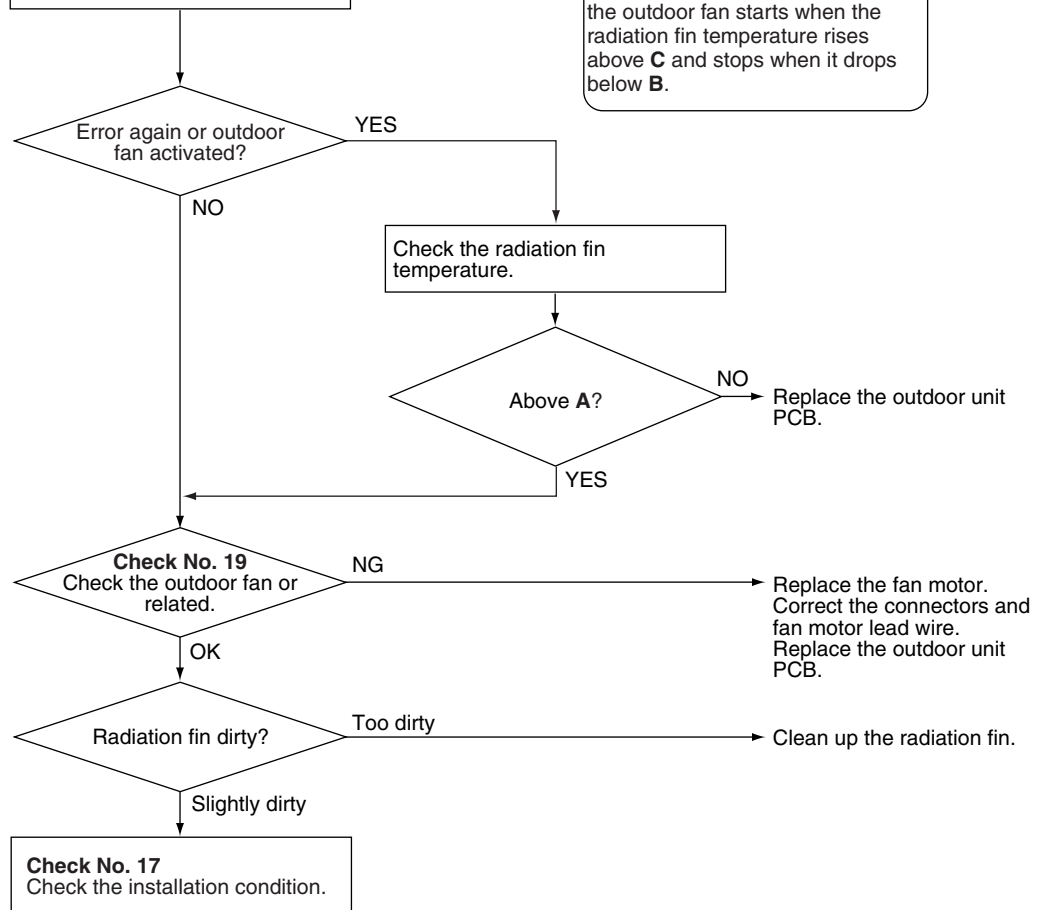 the outdoor fan starts when the
radiation fin temperature rises
above C and stops when it drops
below B.
Error again or outdoor
fan activated?
YES
NO
Check the radiation fin
temperature.
Above A?
NO
Replace the outdoor unit
PCB.
YES
Check No. 19
Check the outdoor fan or
related.
NG
Replace the fan motor.
Correct the connectors and
fan motor lead wire.
Replace the outdoor unit
PCB.
OK
Radiation fin dirty?
Too dirty
Clean up the radiation fin.
Slightly dirty
Check No. 17
Check the installation condition.